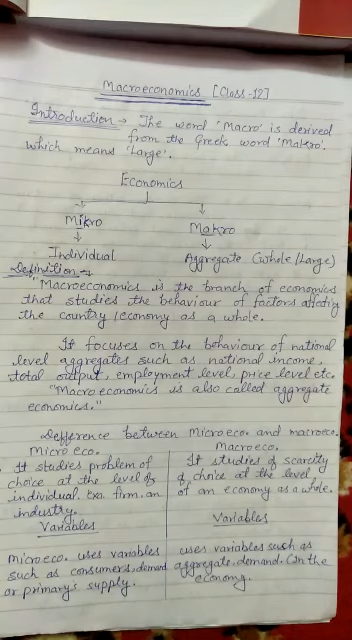 Macroeconomics [Class-12]
Introduction → The word 'Macro' is derived
from the Greek word 'Makro'.
which means 'Large'.
Economics
Mikro Makro
Individual Aggregate (whole/Large)
Definition →
"Macroeconomics is the branch of economics
that studies the behaviour of factors affecting
the country/economy as a whole.
It focuses on the behaviour of national
level aggregates such as national income,
total output, employment level, price level etc.
"Macroeconomics is also called aggregate
economics."
Difference between Microeco. and macroeco.
Micro eco.
It studies problem of
choice at the level of
individual. Exa. firm, an
industry.
Variables
microeco. uses variables
such as consumers, demand
or primary's supply.
Macroeco.
It studies of scarcity
of choice at the level
of an economy as a whole.
Variables
uses variables such as
aggregate demand. In the
economy.